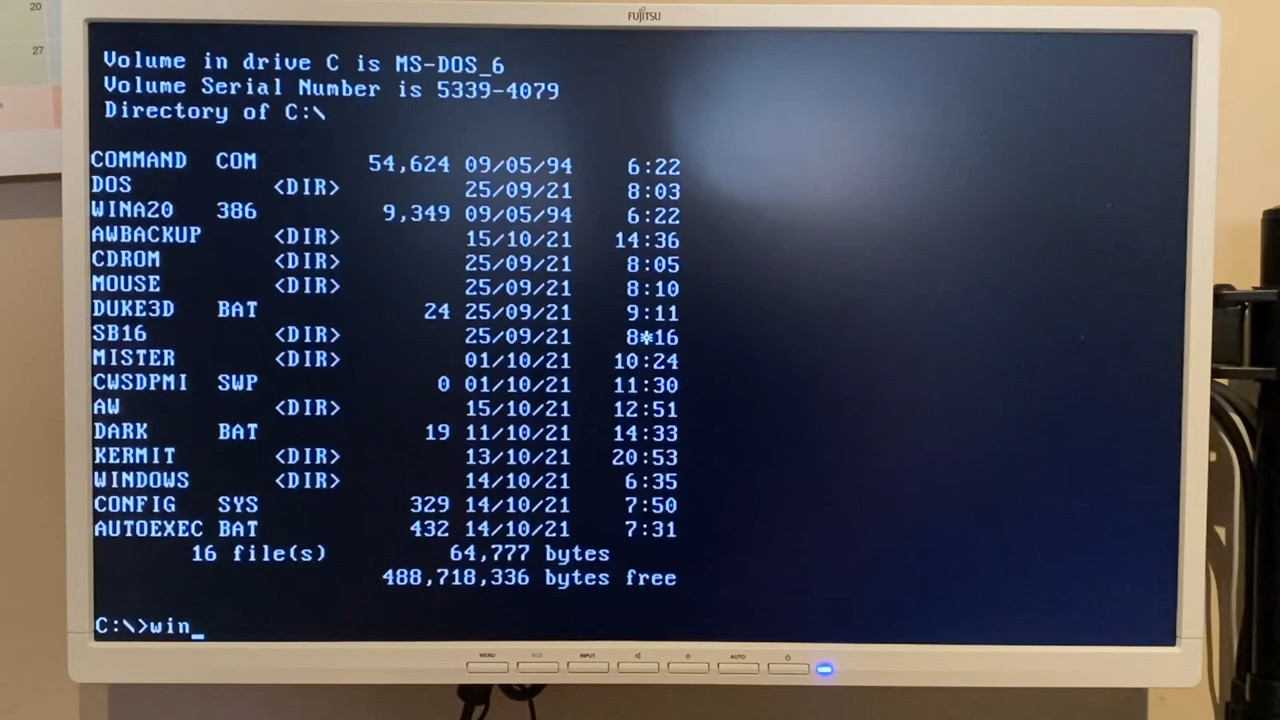 20
27
FUJITSU
Volume in drive C is MS-DOS_6
Volume Serial Number is 5339-4079
Directory of C:\
COMMAND COM 54,624 09/05/94 6:22
DOS <DIR> 25/09/21 8:03
WINA20 386 9,349 09/05/94 6:22
AWBACKUP <DIR> 15/10/21 14:36
CDROM <DIR> 25/09/21 8:05
MOUSE <DIR> 25/09/21 8:10
DUKE3D BAT 24 25/09/21 9:11
SB16 <DIR> 25/09/21 8*16
MISTER <DIR> 01/10/21 10:24
CWSDPMI SWP 0 01/10/21 11:30
AW <DIR> 15/10/21 12:51
DARK BAT 19 11/10/21 14:33
KERMIT <DIR> 13/10/21 20:53
WINDOWS <DIR> 14/10/21 6:35
CONFIG SYS 329 14/10/21 7:50
AUTOEXEC BAT 432 14/10/21 7:31
16 file(s) 64,777 bytes
488,718,336 bytes free
C:\>win_
MENU ECO INPUT AUTO